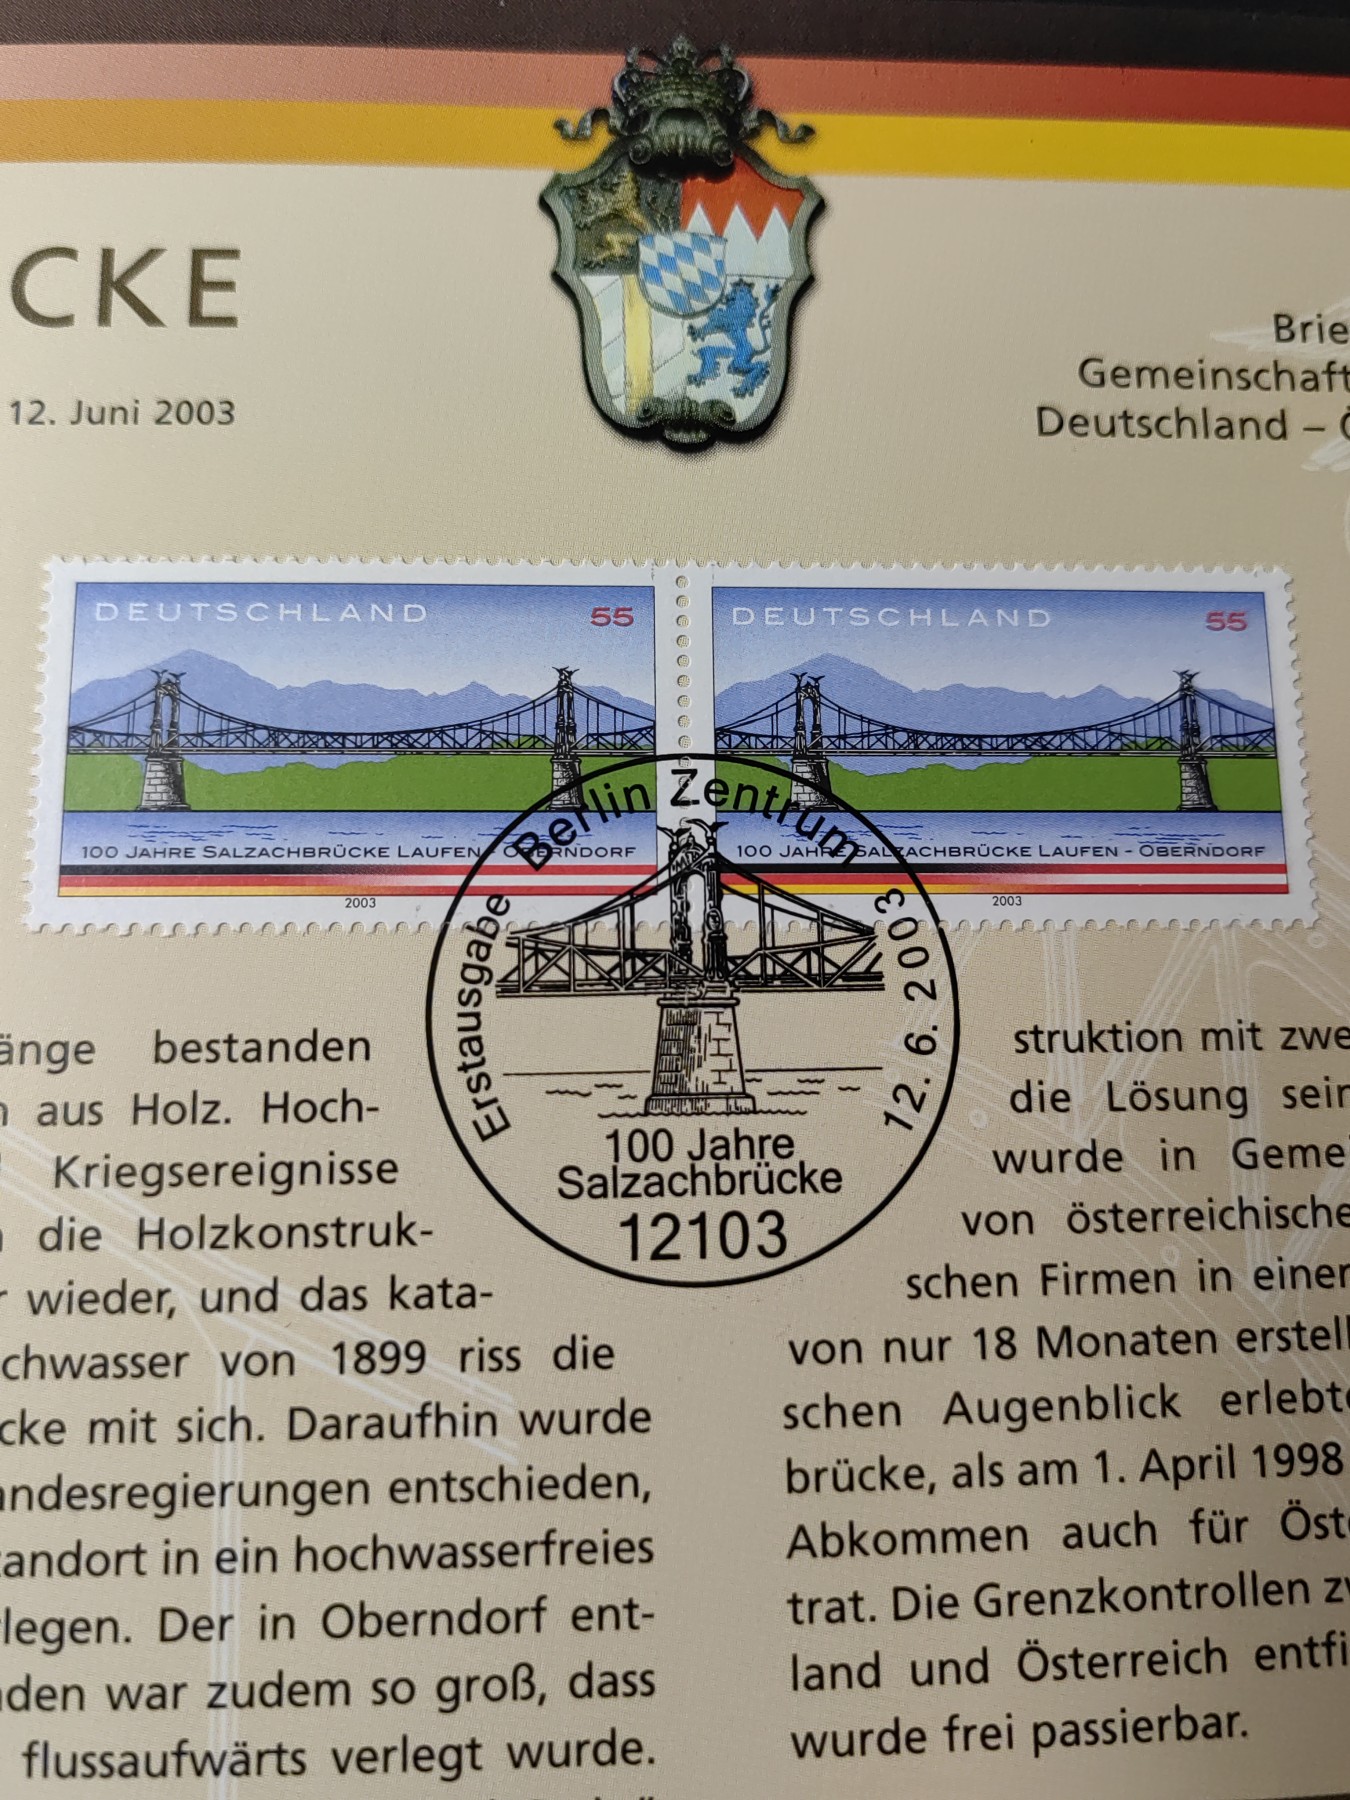 CKE
12. Juni 2003
Gemeinschaft
Deutschland –
DEUTSCHLAND 55
100 JAHRE SALZACHBRÜCKE LAUFEN - OBERNDORF
2003
DEUTSCHLAND 55
100 JAHRE SALZACHBRÜCKE LAUFEN - OBERNDORF
2003
Erstausgabe Berlin Zentrum 12.6.2003
100 Jahre
Salzachbrücke
12103
änge bestanden
aus Holz. Hoch-
Kriegsereignisse
die Holzkonstruk-
wieder, und das kata-
chwasser von 1899 riss die
cke mit sich. Daraufhin wurde
andesregierungen entschieden,
tandort in ein hochwasserfreies
legen. Der in Oberndorf ent-
den war zudem so groß, dass
flussaufwärts verlegt wurde.
struktion mit zwe
die Lösung sein
wurde in Geme
von österreichische
schen Firmen in einer
von nur 18 Monaten erstell
schen Augenblick erlebte
brücke, als am 1. April 1998
Abkommen auch für Öst
trat. Die Grenzkontrollen z
land und Österreich entfi
wurde frei passierbar.